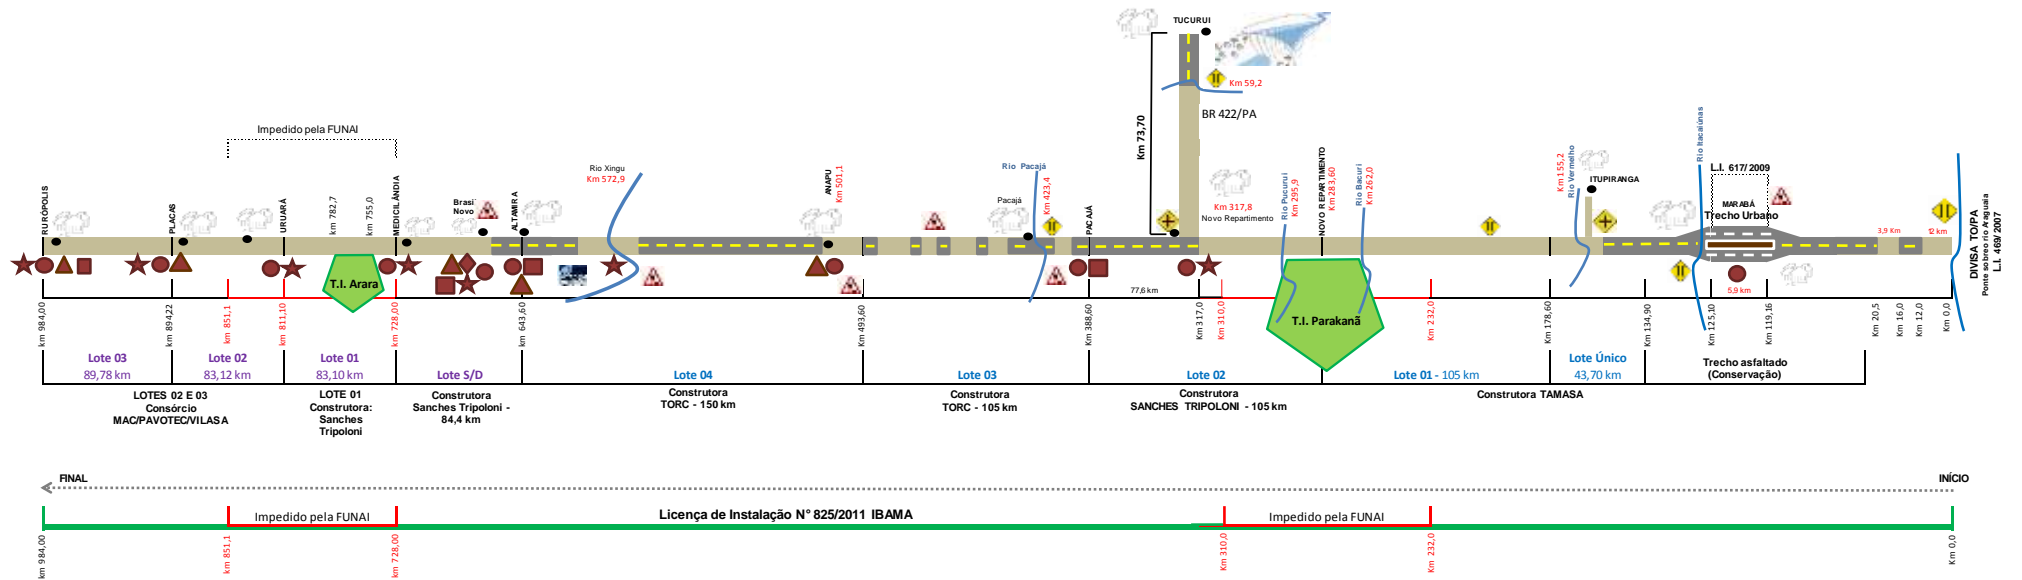 TUCURUI
Km 59,2
BR 422/PA
Km 73,70
Impedido pela FUNAI
RURÓPOLIS
PLACAS
URUARÁ
km 782,7
km 755,0
MEDICILÂNDIA
Brasi
Novo
ALTAMIRA
Rio Xingu
Km 572,9
ANAPU
Km 501,1
Rio Pacajá
Km 423,4
Pacajá
PACAJÁ
Km 317,8
Novo Repartimento
Rio Pucurui
Km 295,9
NOVO REPARTIMENTO
Km 283,60
Rio Bacuri
Km 262,0
Km 155,2
Rio Vermelho
ITUPIRANGA
Rio Itacaiúnas
L.I. 617/2009
MARABÁ
Trecho Urbano
3,9 Km
12 km
DIVISA TO/PA
Ponte sobre rio Araguaia
L.I. 469/2007
T.I. Arara
T.I. Parakanã
77,6 km
5,9 km
km 984,00
Km 894,22
km 851,1
km 811,10
km 728,00
Km 643,60
Km 493,60
Km 388,60
Km 317,0
Km 310,0
Km 232,0
Km 178,60
Km 134,90
Km 125,10
Km 119,16
Km 20,5
Km 16,0
Km 12,0
Km 0,0
Lote 03
89,78 km
Lote 02
83,12 km
Lote 01
83,10 km
Lote S/D
Lote 04
Lote 03
Lote 02
Lote 01 - 105 km
Lote Único
43,70 km
Trecho asfaltado
(Conservação)
LOTES 02 E 03
Consórcio
MAC/PAVOTEC/VILASA
LOTE 01
Construtora:
Sanches
Tripoloni
Construtora
Sanches Tripoloni -
84,4 km
Construtora
TORC - 150 km
Construtora
TORC - 105 km
Construtora
SANCHES TRIPOLONI - 105 km
Construtora TAMASA
FINAL
INÍCIO
Impedido pela FUNAI
Licença de Instalação N° 825/2011 IBAMA
Impedido pela FUNAI
km 984,00
km 851,1
km 728,00
Km 310,0
Km 232,0
Km 0,0